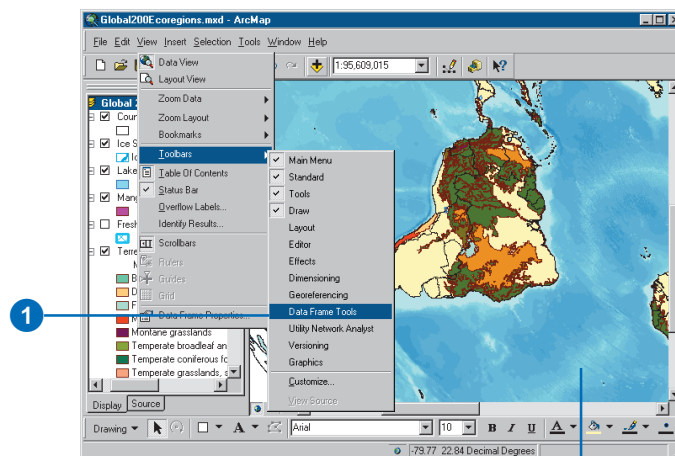 Global200Ecoregions.mxd - ArcMap
File Edit View Insert Selection Tools Window Help
1:95,609,015
Data View
Layout View
Zoom Data
Zoom Layout
Bookmarks
Toolbars
Table Of Contents
Status Bar
Overflow Labels...
Identify Results...
Scrollbars
Rulers
Guides
Grid
Data Frame Properties...
Main Menu
Standard
Tools
Draw
Layout
Editor
Effects
Dimensioning
Georeferencing
Data Frame Tools
Utility Network Analyst
Versioning
Graphics
Customize...
View Source
Global 2
Coun
Ice S
Ic
Lake
Mang
Fresh
Terre
M
B
D
F
M
Montane grasslands
Temperate broadleaf an
Temperate coniferous fc
Temperate grasslands, s
1
Display Source
Drawing A Arial 10 B I U A
-79.77 22.84 Decimal Degrees